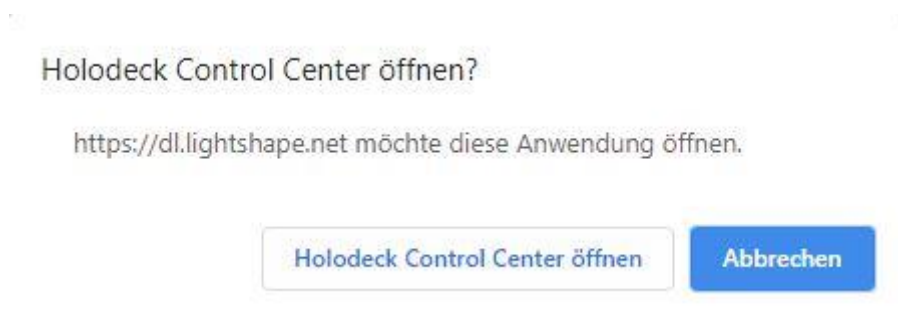 Holodeck Control Center öffnen?
https://dl.lightshape.net möchte diese Anwendung öffnen.
Holodeck Control Center öffnen
Abbrechen